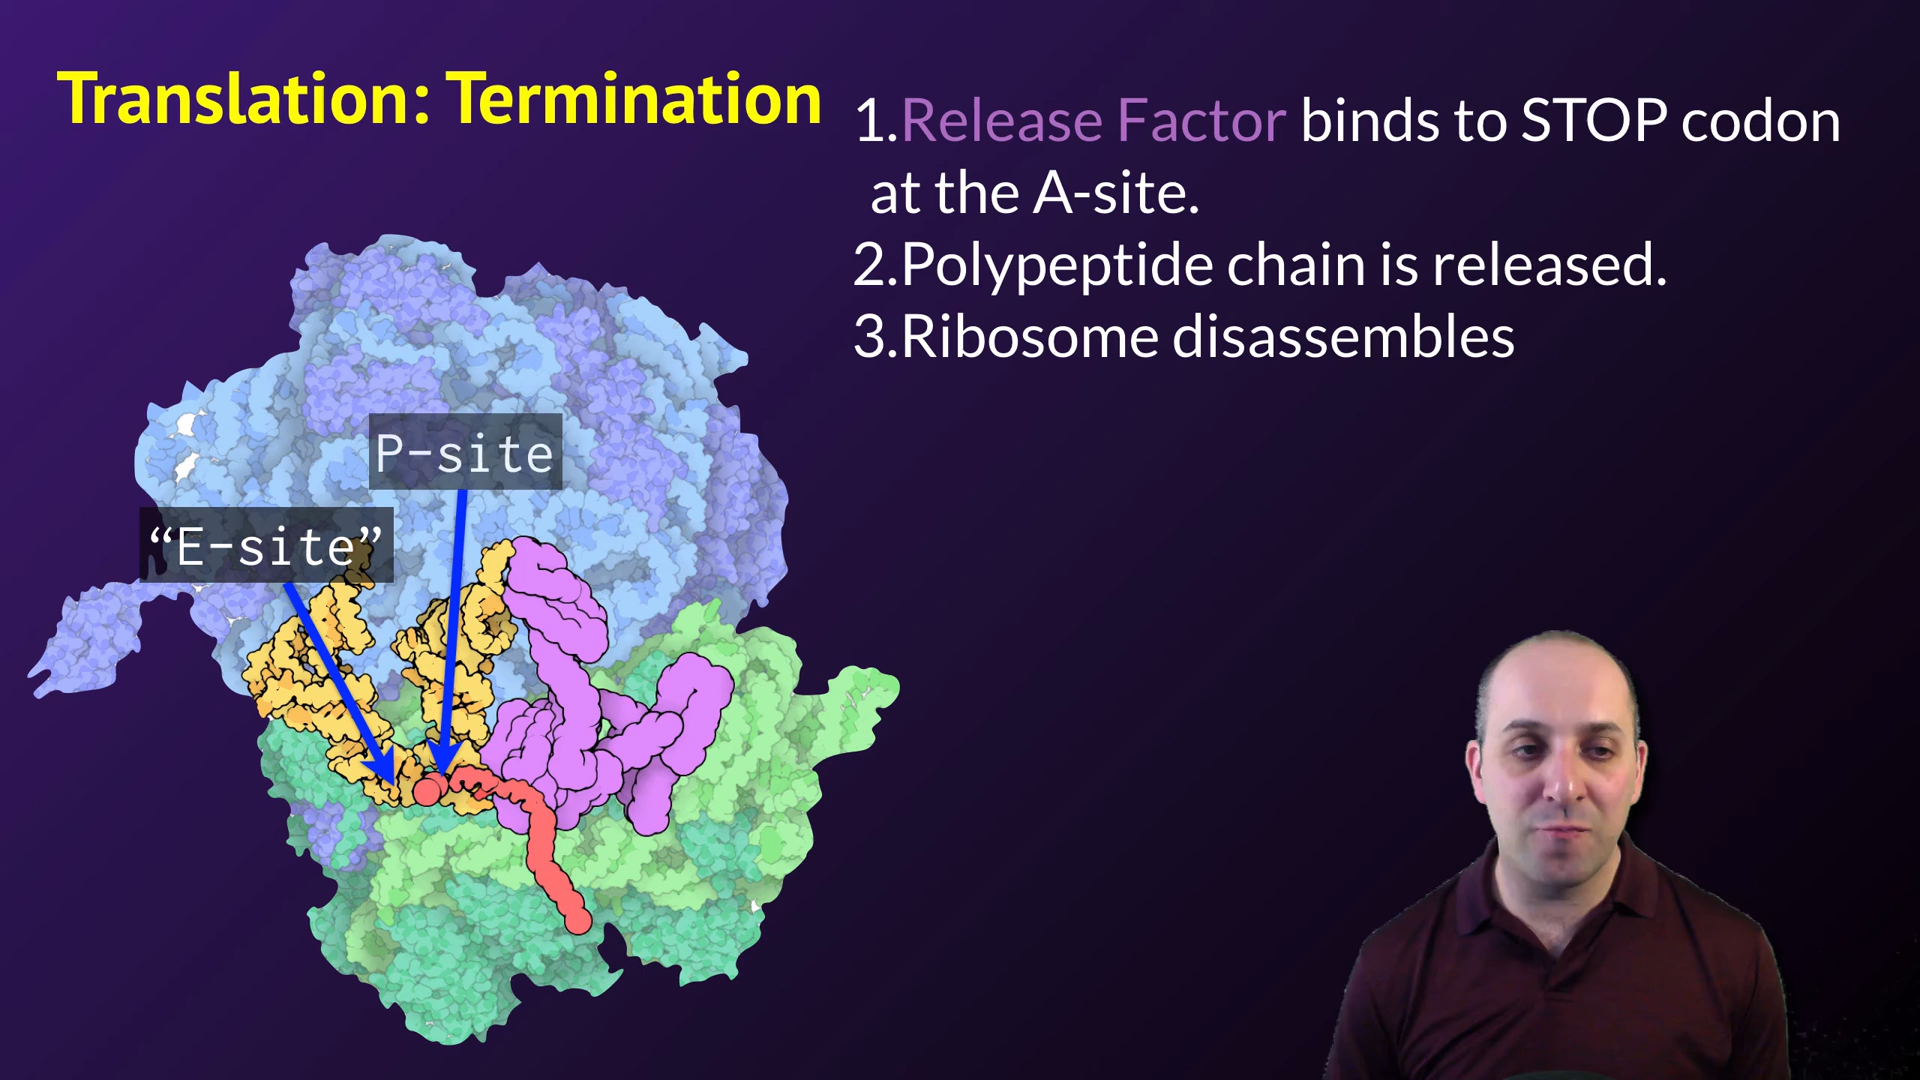 Translation: Termination
1.Release Factor binds to STOP codon
at the A-site.
2.Polypeptide chain is released.
3.Ribosome disassembles
P-site
“E-site”